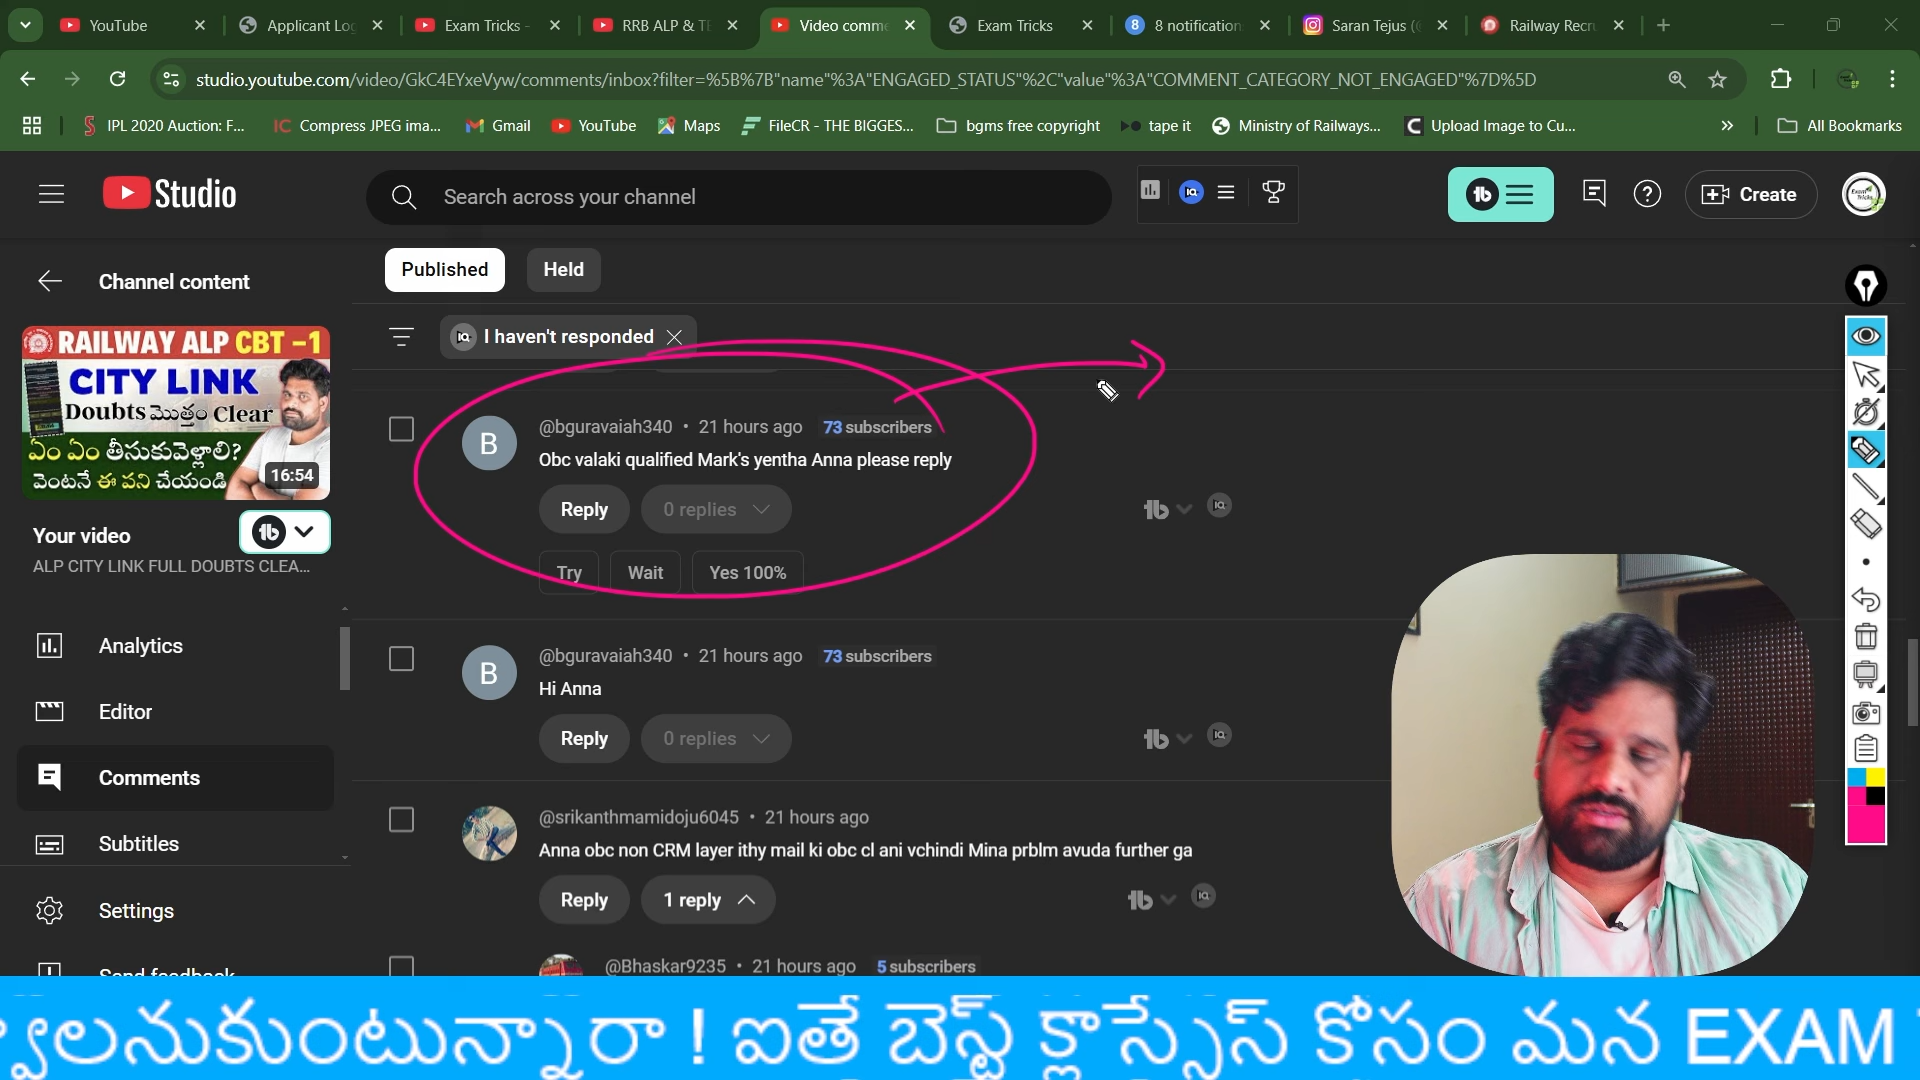 YouTube
Applicant Log
Exam Tricks -
RRB ALP & TE
Video comme
Exam Tricks
8 notification
Saran Tejus (
Railway Recru
studio.youtube.com/video/GkC4EYxeVyw/comments/inbox?filter=%5B%7B"name"%3A"ENGAGED_STATUS"%2C"value"%3A"COMMENT_CATEGORY_NOT_ENGAGED"%7D%5D
IPL 2020 Auction: F...
Compress JPEG ima...
Gmail
YouTube
Maps
FileCR - THE BIGGES...
bgms free copyright
tape it
Ministry of Railways...
Upload Image to Cu...
All Bookmarks
Studio
Search across your channel
Create
Channel content
Published
Held
I haven't responded
RAILWAY ALP CBT -1
CITY LINK
Doubts మొత్తం Clear
ఏం ఏం తీసుకువెళ్లాలి?
వెంటనే ఈ పని చేయండి
16:54
Your video
ALP CITY LINK FULL DOUBTS CLEA...
Analytics
Editor
Comments
Subtitles
Settings
Send feedback
@bguravaiah340 • 21 hours ago 73 subscribers
Obc valaki qualified Mark's yentha Anna please reply
Reply
0 replies
Try
Wait
Yes 100%
@bguravaiah340 • 21 hours ago 73 subscribers
Hi Anna
Reply
0 replies
@srikanthmamidoju6045 • 21 hours ago
Anna obc non CRM layer ithy mail ki obc cl ani vchindi Mina prblm avuda further ga
Reply
1 reply
@Bhaskar9235 • 21 hours ago 5 subscribers
వ్వాలనుకుంటున్నారా ! ఐతే బెస్ట్ క్లాస్సేస్ కోసం మన EXAM